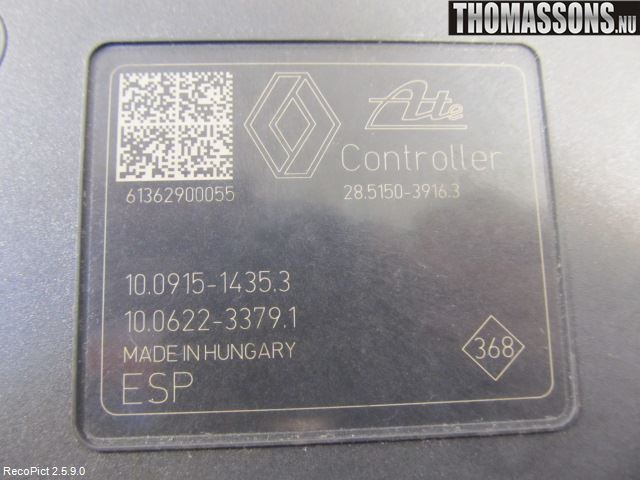 THOMASSONS.NU
Ate
Controller
61362900055
28.5150-3916.3
10.0915-1435.3
10.0622-3379.1
MADE IN HUNGARY
368
ESP
RecoPict 2.5.9.0